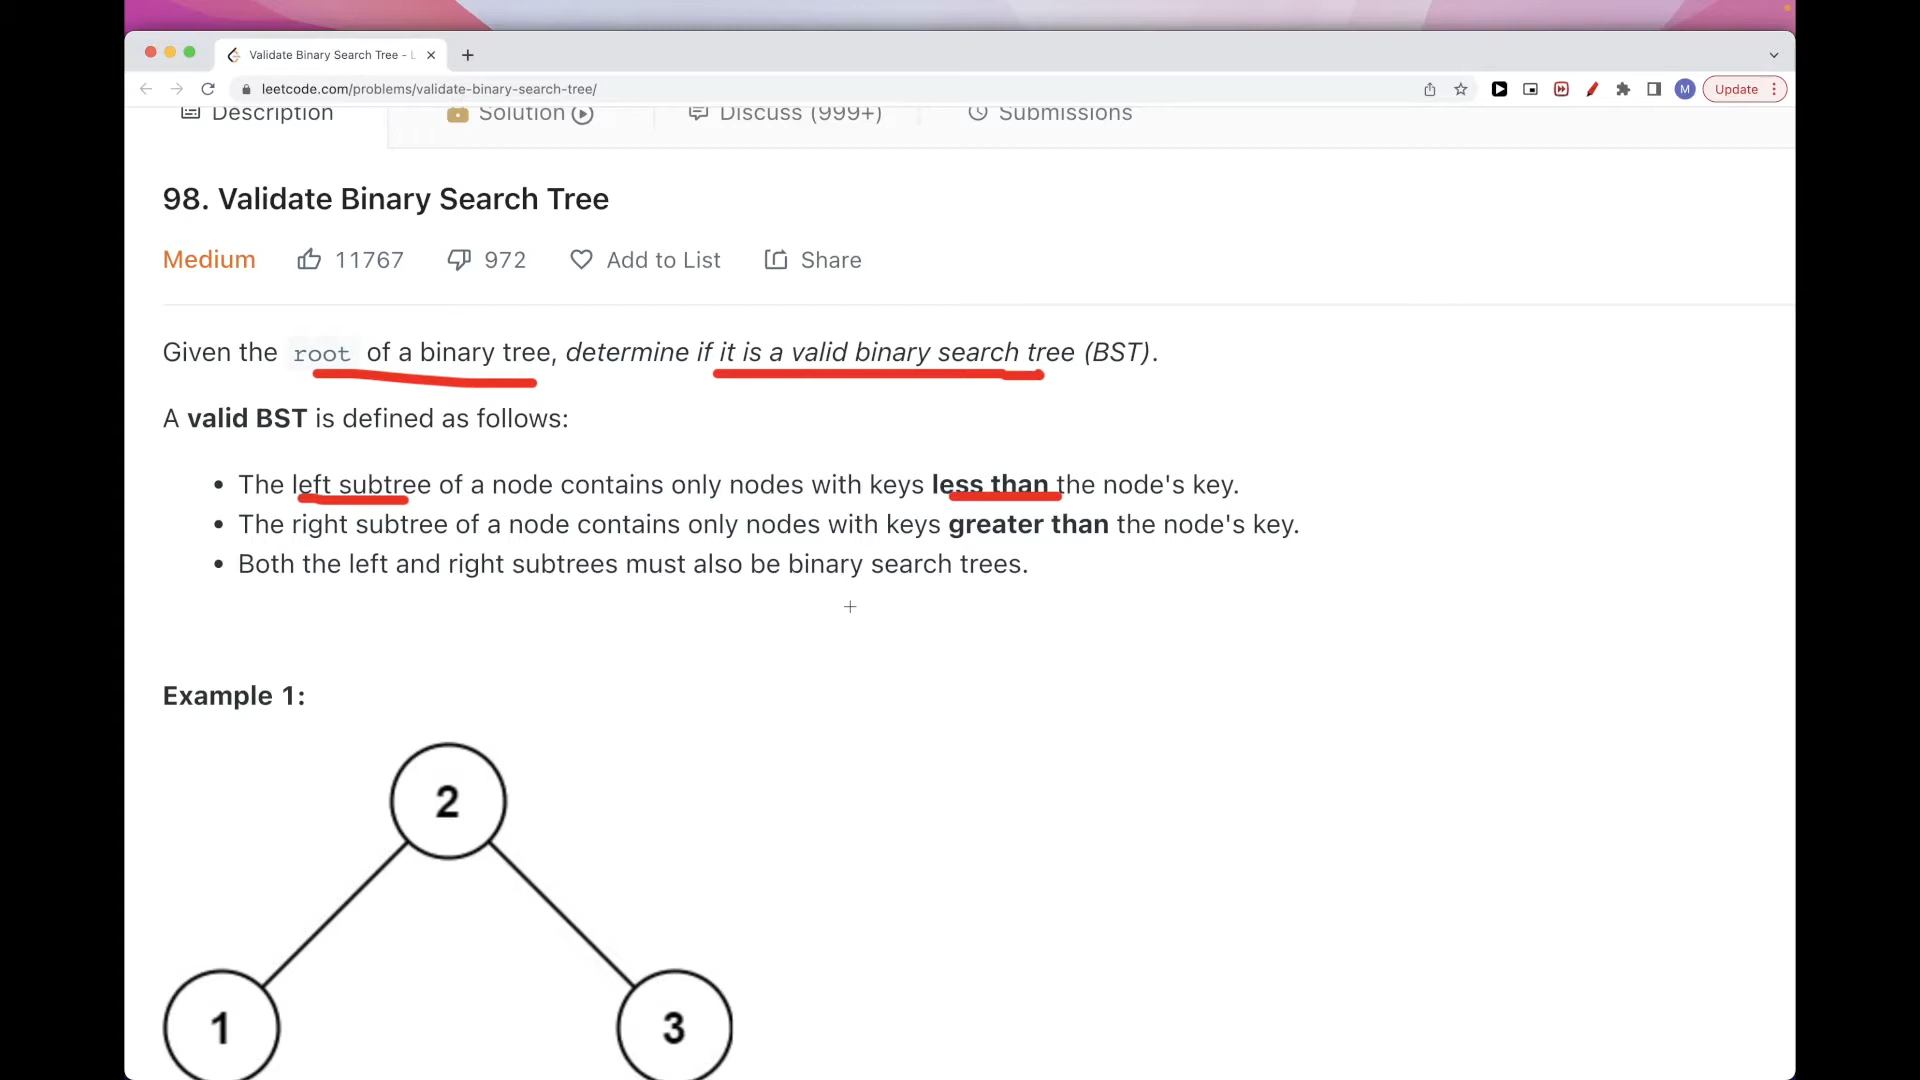 Validate Binary Search Tree - L
leetcode.com/problems/validate-binary-search-tree/
M
Update
Description
Solution
Discuss (999+)
Submissions
98. Validate Binary Search Tree
Medium
11767
972
Add to List
Share
Given the root of a binary tree, determine if it is a valid binary search tree (BST).
A valid BST is defined as follows:
• The left subtree of a node contains only nodes with keys less than the node's key.
• The right subtree of a node contains only nodes with keys greater than the node's key.
• Both the left and right subtrees must also be binary search trees.
Example 1:
2
1
3